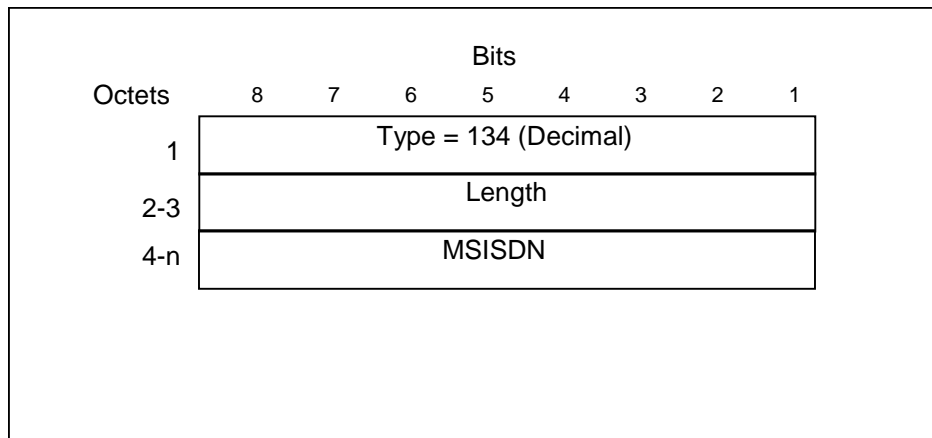 Bits
Octets 8 7 6 5 4 3 2 1
1 Type = 134 (Decimal)
2-3 Length
4-n MSISDN